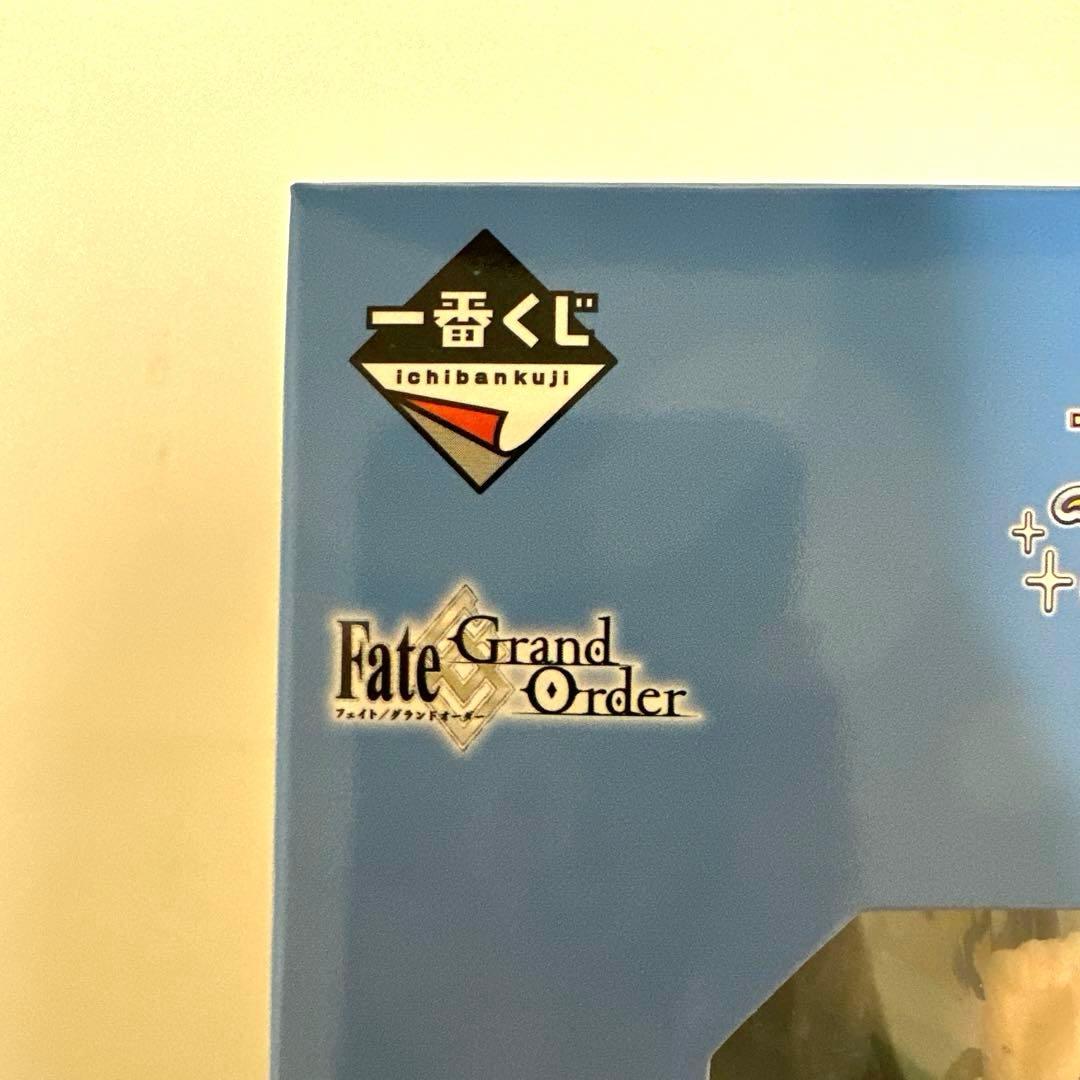 一番くじ
ichibankuji
Fate
Grand
Order
フェイト/グランドオーダー